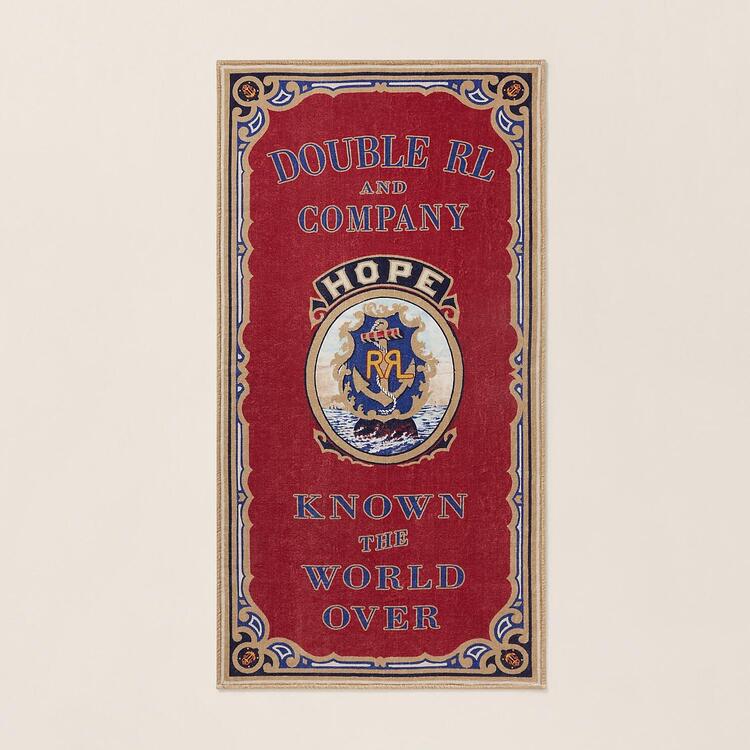 DOUBLE RL
AND
COMPANY
HOPE
RRL
KNOWN
THE
WORLD
OVER